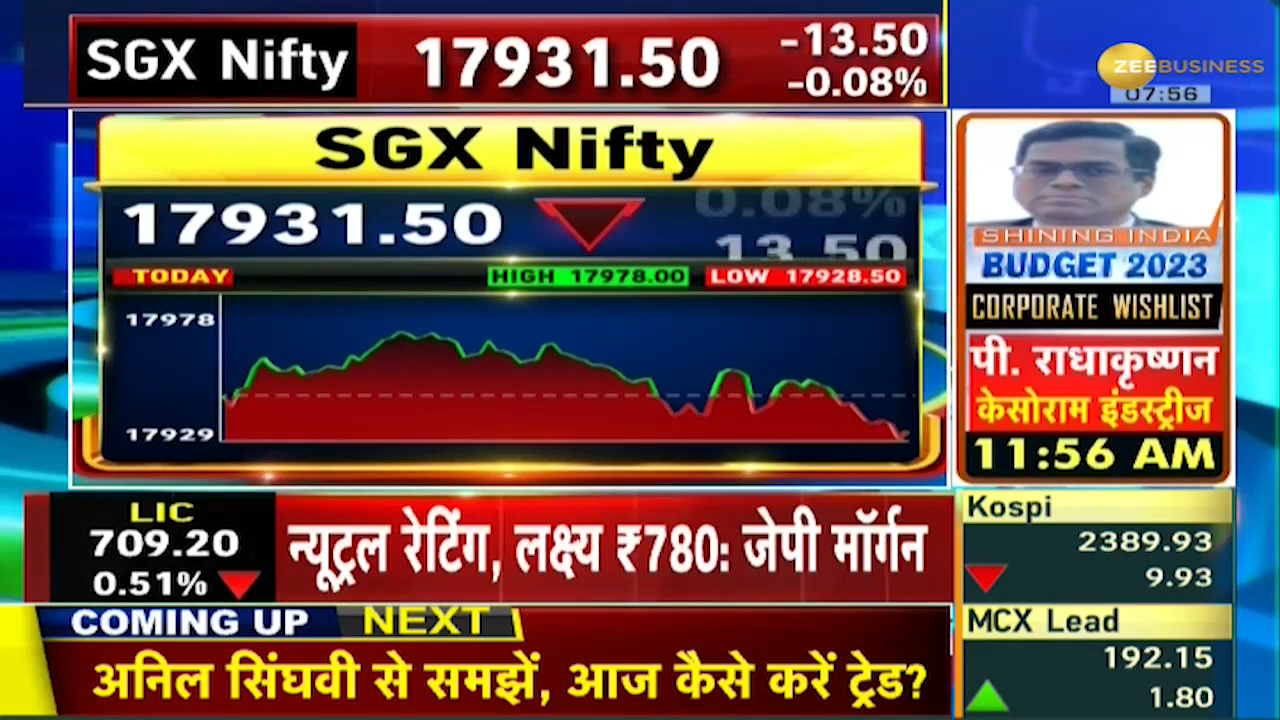 SGX Nifty
17931.50
-13.50
-0.08%
ZEEBUSINESS
07:56
SGX Nifty
17931.50
0.08%
13.50
TODAY
HIGH 17978.00
LOW 17928.50
17978
17929
SHINING INDIA
BUDGET 2023
CORPORATE WISHLIST
पी. राधाकृष्णन
केसोराम इंडस्ट्रीज
11:56 AM
LIC
709.20
0.51%
न्यूट्रल रेटिंग, लक्ष्य ₹780: जेपी मॉर्गन
Kospi
2389.93
9.93
MCX Lead
192.15
1.80
COMING UP NEXT
अनिल सिंघवी से समझें, आज कैसे करें ट्रेड?